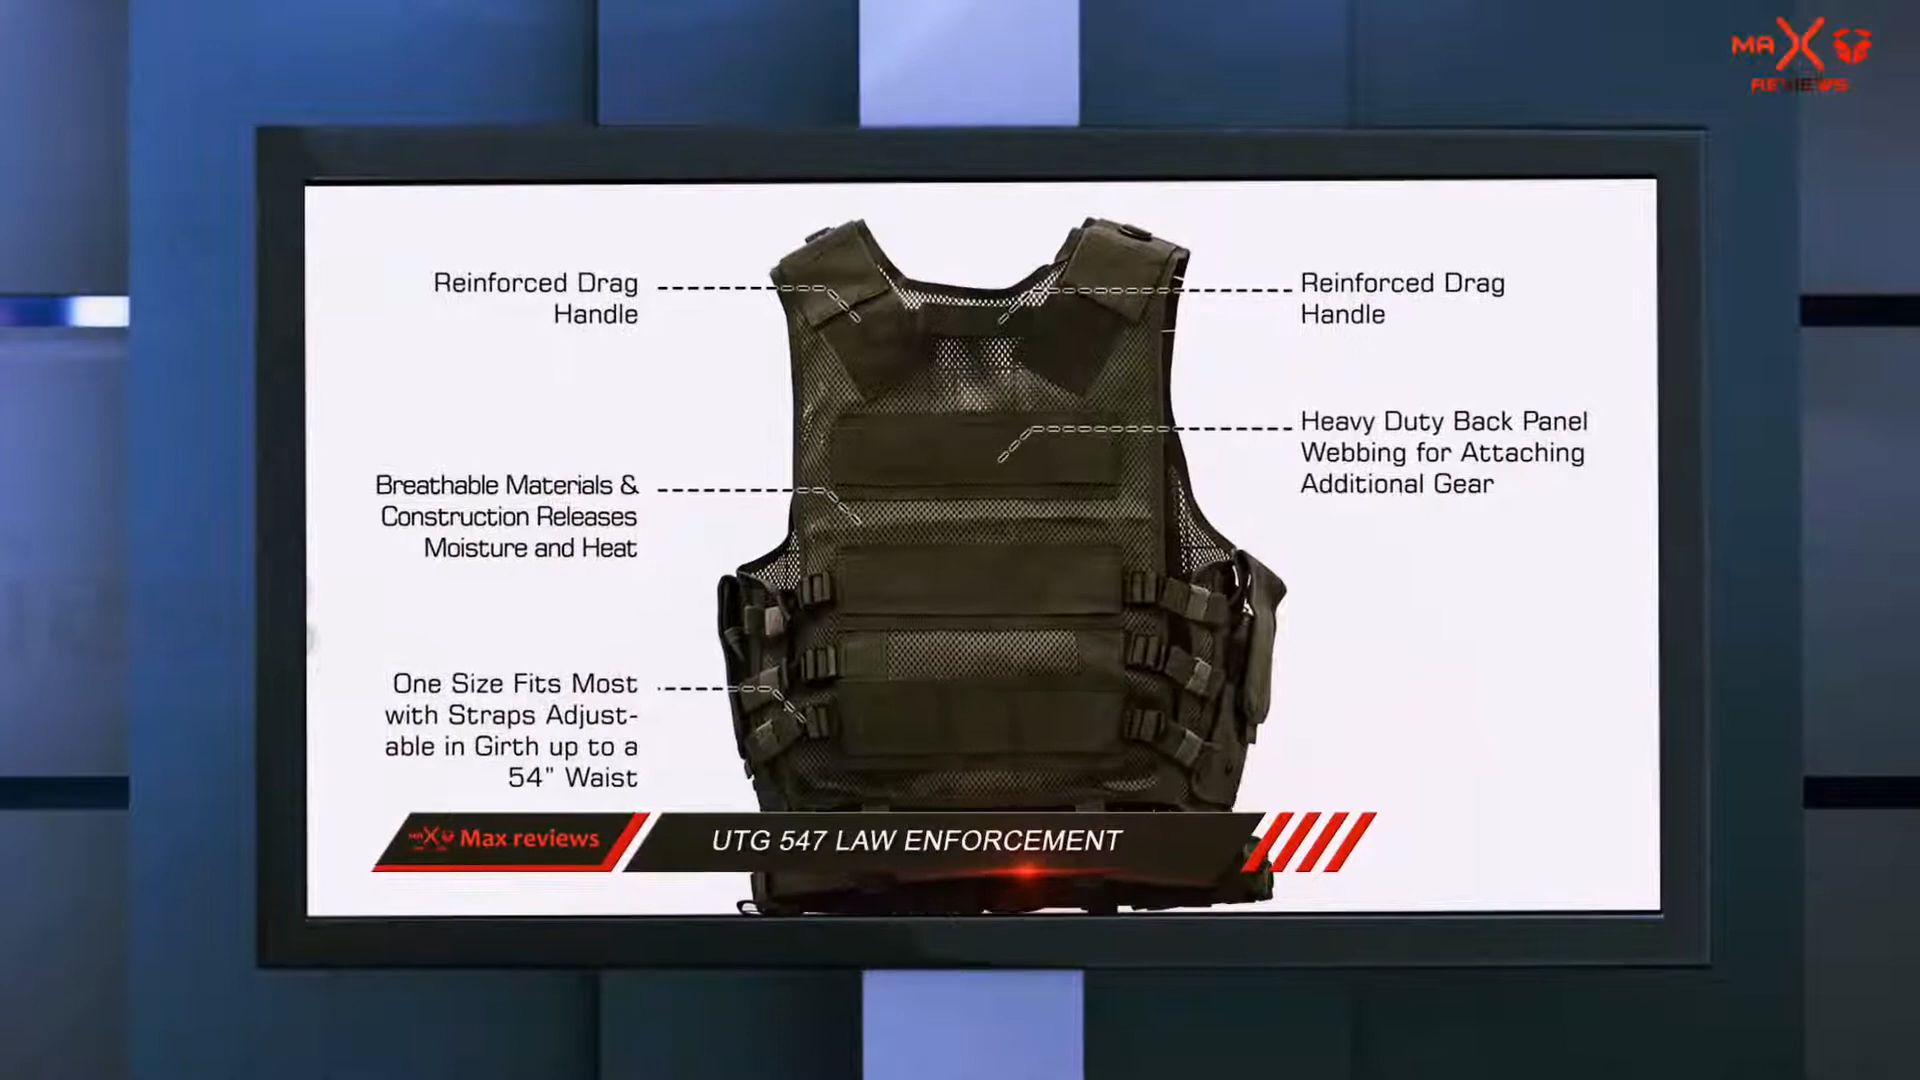 MAX
REVIEWS
Reinforced Drag
Handle
Reinforced Drag
Handle
Heavy Duty Back Panel
Webbing for Attaching
Additional Gear
Breathable Materials &
Construction Releases
Moisture and Heat
One Size Fits Most
with Straps Adjust-
able in Girth up to a
54" Waist
MAX Max reviews
UTG 547 LAW ENFORCEMENT